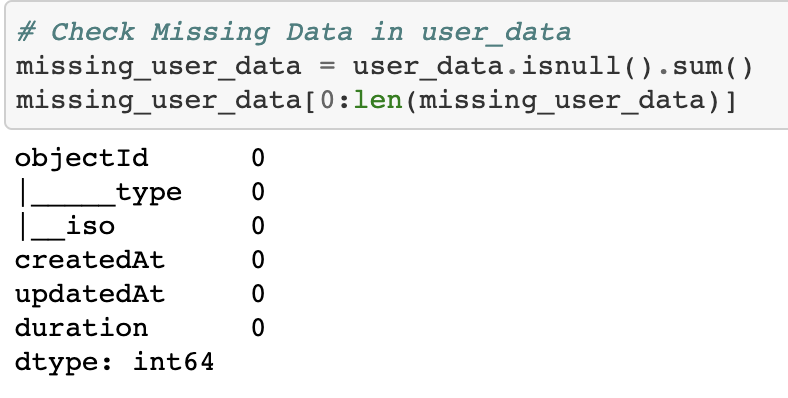 # Check Missing Data in user_data
missing_user_data = user_data.isnull().sum()
missing_user_data[0:len(missing_user_data)]
objectId 0
|_____type 0
|__iso 0
createdAt 0
updatedAt 0
duration 0
dtype: int64